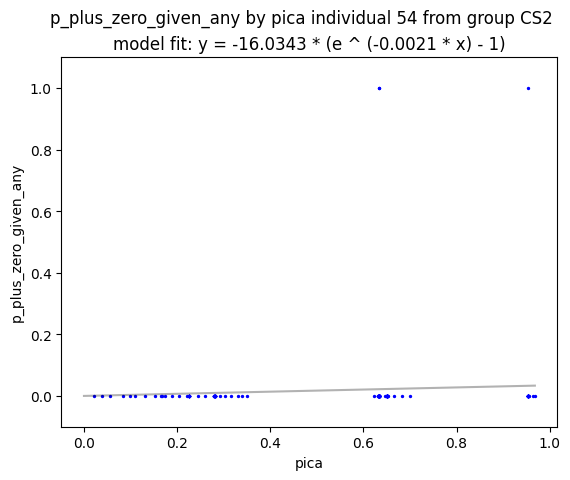 p_plus_zero_given_any by pica individual 54 from group CS2
model fit: y = -16.0343 * (e ^ (-0.0021 * x) - 1)
1.0
0.8
0.6
0.4
0.2
0.0
p_plus_zero_given_any
0.0 0.2 0.4 0.6 0.8 1.0
pica